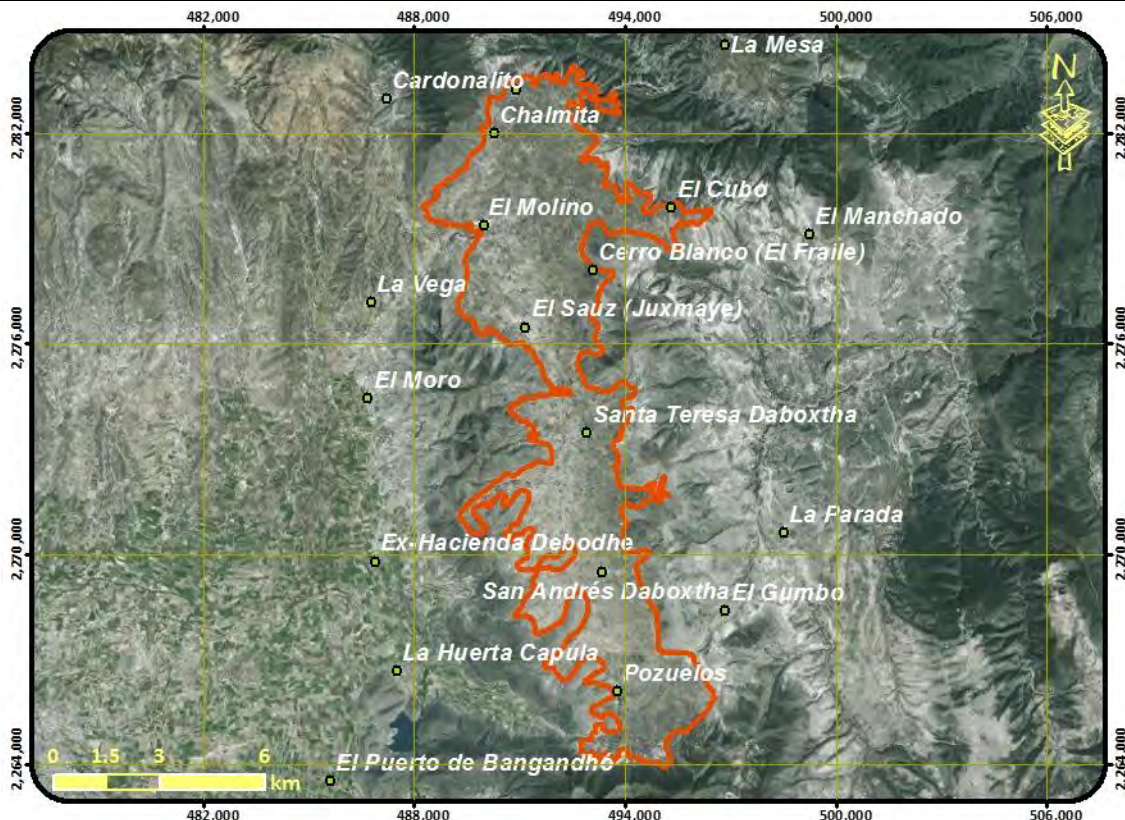 482,000 488,000 494,000 500,000 506,000
La Mesa
N
Cardonalito
Chalmita
2,282,000 2,282,000
El Cubo
El Molino
El Manchado
Cerro Blanco (El Fraile)
La Vega
El Sauz (Juxmaye)
2,276,000 2,276,000
El Moro
Santa Teresa Daboxtha
La Parada
Ex-Hacienda Debodhe
2,270,000 2,270,000
San Andrés Daboxtha
El Gumbo
La Huerta Capúla
Pozuelos
0 1.5 3 6
km
El Puerto de Bangandhó
2,264,000 2,264,000
482,000 488,000 494,000 500,000 506,000